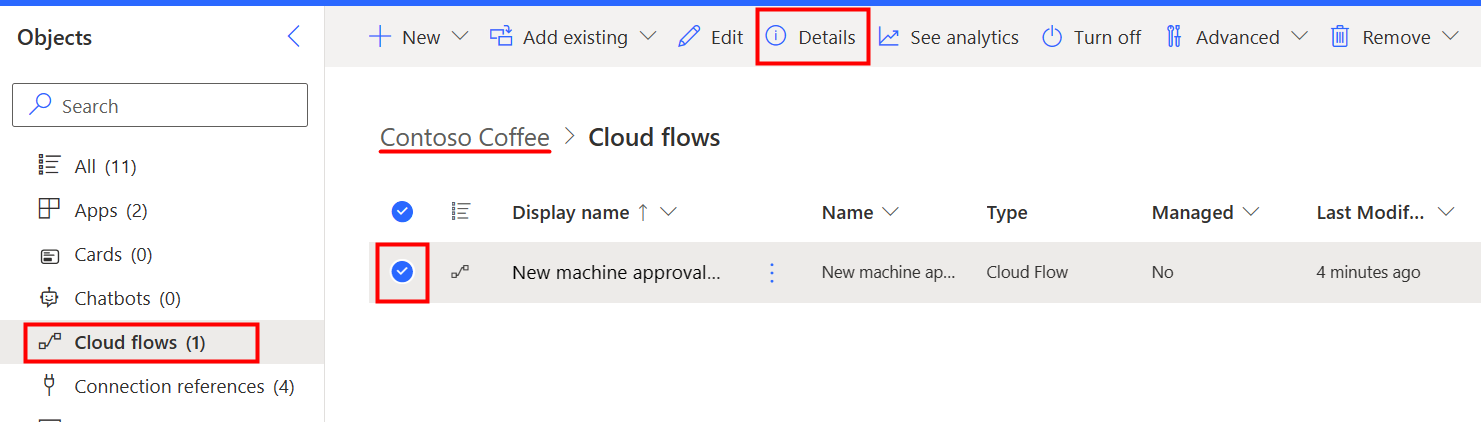 Objects
New Add existing Edit Details See analytics Turn off Advanced Remove
Search
Contoso Coffee > Cloud flows
All (11)
Apps (2)
Cards (0)
Chatbots (0)
Cloud flows (1)
Connection references (4)
Display name Name Type Managed Last Modif...
New machine approval... New machine ap... Cloud Flow No 4 minutes ago